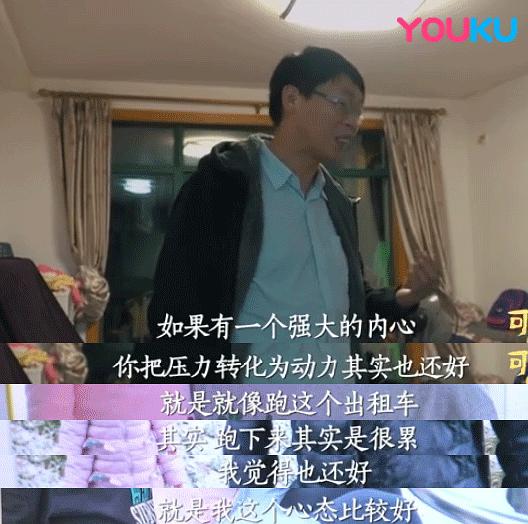 YOUKU
如果有一个强大的内心
可
你把压力转化为动力其实也还好
可
就是就像跑这个出租车
其实 跑下来其实是很累
我觉得也还好
就是我这个心态比较好